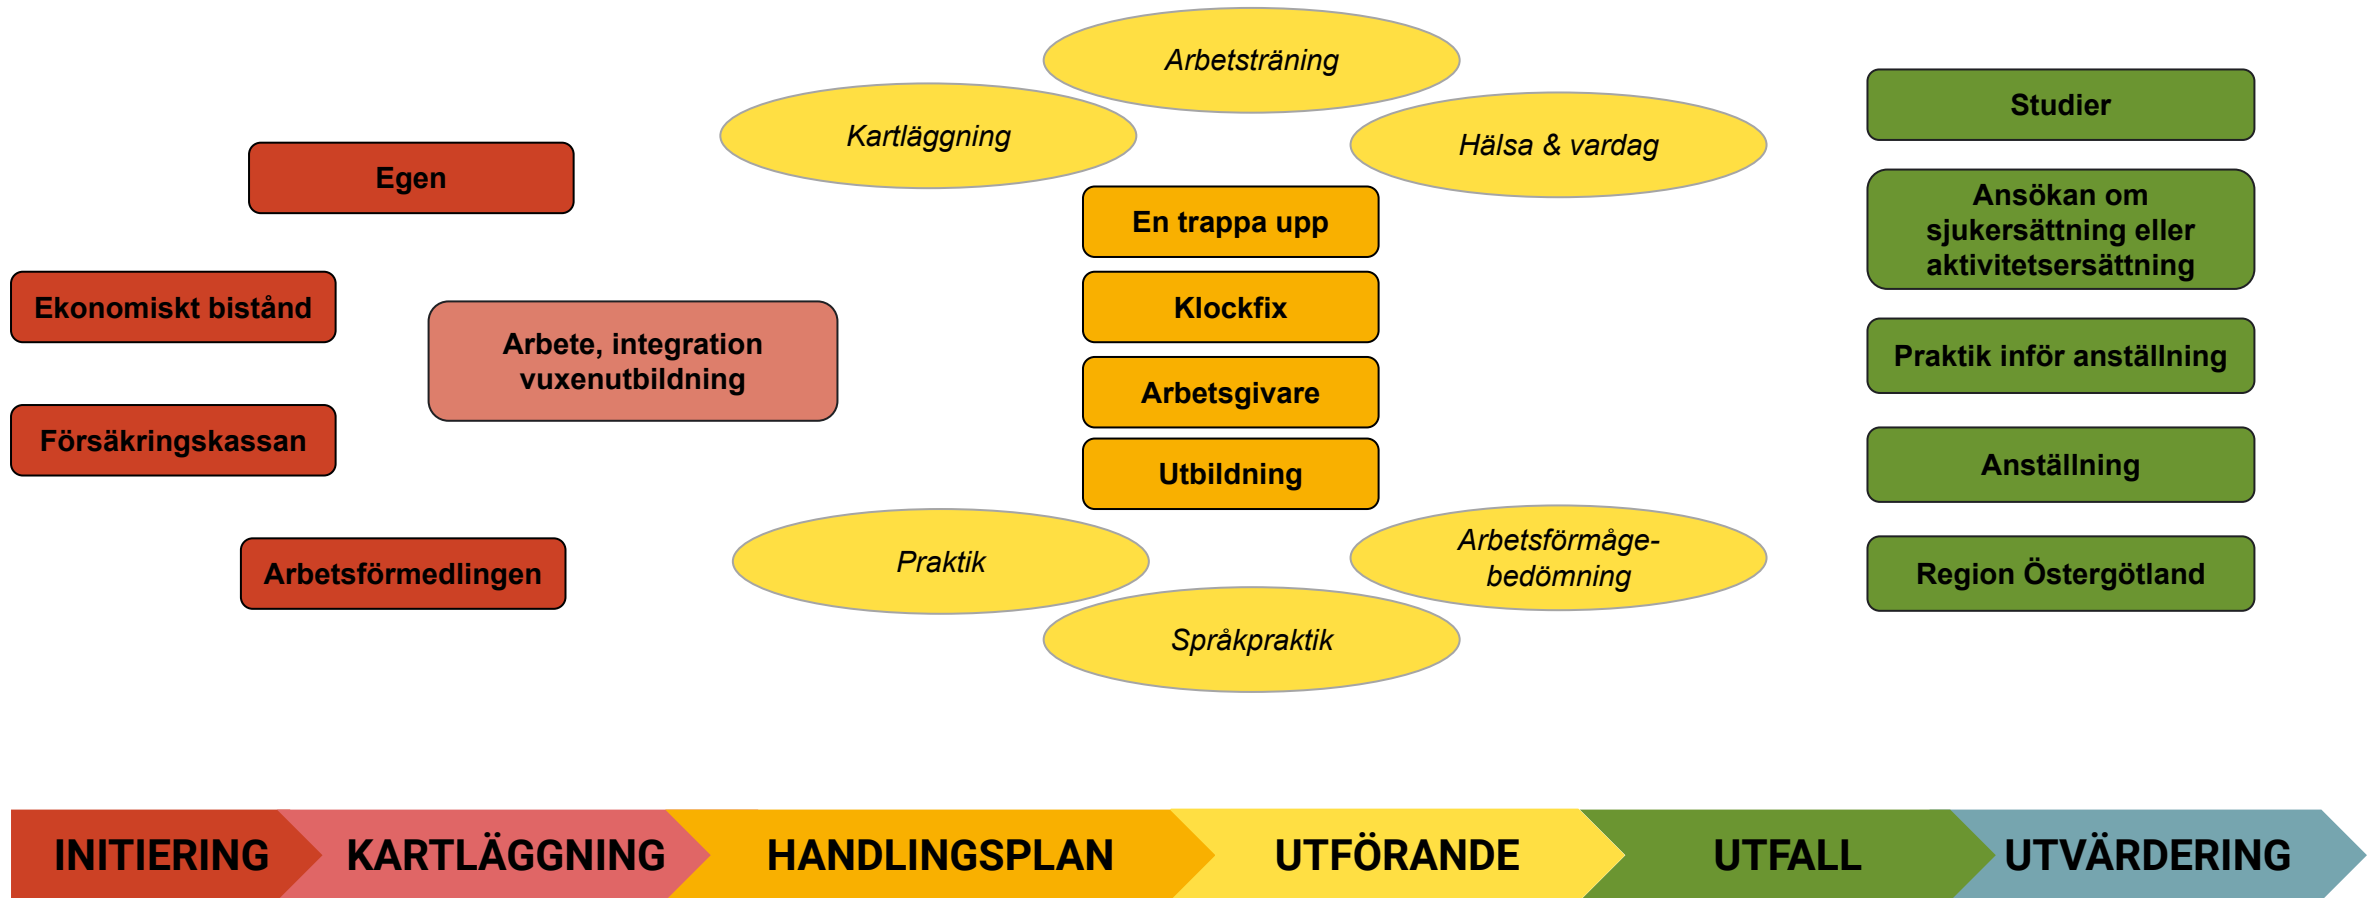 Egen
Ekonomiskt bistånd
Försäkringskassan
Arbetsförmedlingen
Arbete, integration
vuxenutbildning
Kartläggning
Arbetsträning
Hälsa & vardag
En trappa upp
Klockfix
Arbetsgivare
Utbildning
Praktik
Språkpraktik
Arbetsförmåge-
bedömning
Studier
Ansökan om
sjukersättning eller
aktivitetsersättning
Praktik inför anställning
Anställning
Region Östergötland
INITIERING
KARTLÄGGNING
HANDLINGSPLAN
UTFÖRANDE
UTFALL
UTVÄRDERING